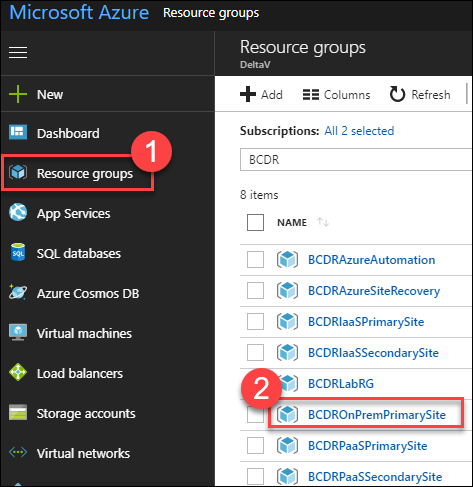 Microsoft Azure Resource groups
New
Dashboard
1
Resource groups
App Services
SQL databases
Azure Cosmos DB
Virtual machines
Load balancers
Storage accounts
Virtual networks
Resource groups
DeltaV
Add Columns Refresh
Subscriptions: All 2 selected
BCDR
8 items
NAME
BCDRAzureAutomation
BCDRAzureSiteRecovery
BCDRIaaSPrimarySite
BCDRIaaSSecondarySite
BCDRLabRG
2
BCDROnPremPrimarySite
BCDRPaaSPrimarySite
BCDRPaaSSecondarySite